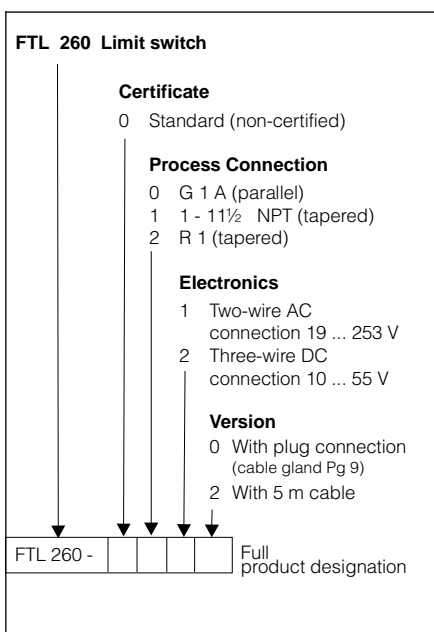 FTL 260 Limit switch
Certificate
0 Standard (non-certified)
Process Connection
0 G 1 A (parallel)
1 1 - 11½ NPT (tapered)
2 R 1 (tapered)
Electronics
1 Two-wire AC
connection 19 ... 253 V
2 Three-wire DC
connection 10 ... 55 V
Version
0 With plug connection
(cable gland Pg 9)
2 With 5 m cable
FTL 260 - Full
product designation